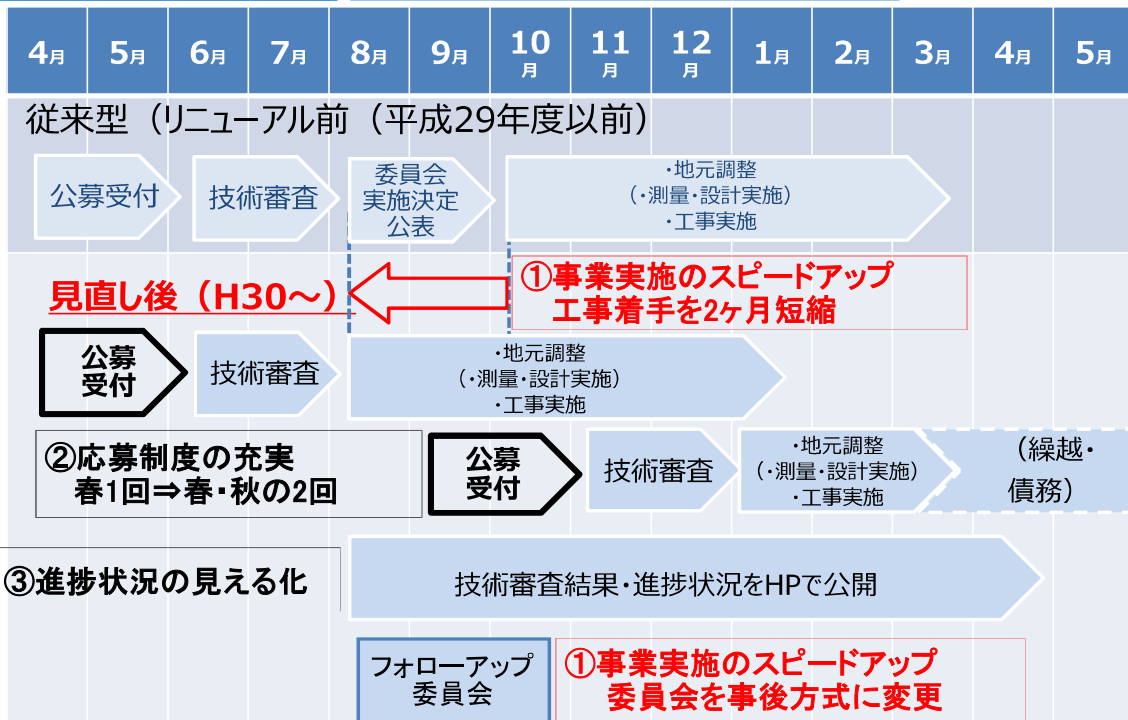 4月 5月 6月 7月 8月 9月 10月 11月 12月 1月 2月 3月 4月 5月
従来型（リニューアル前（平成29年度以前）
公募受付
技術審査
委員会
実施決定
公表
・地元調整
（・測量・設計実施）
・工事実施
見直し後（H30～）
①事業実施のスピードアップ
工事着手を2ヶ月短縮
公募
受付
技術審査
・地元調整
（・測量・設計実施）
・工事実施
②応募制度の充実
春1回⇒春・秋の2回
公募
受付
技術審査
・地元調整
（・測量・設計実施）
・工事実施
（繰越・
債務）
③進捗状況の見える化
技術審査結果・進捗状況をHPで公開
フォローアップ
委員会
①事業実施のスピードアップ
委員会を事後方式に変更